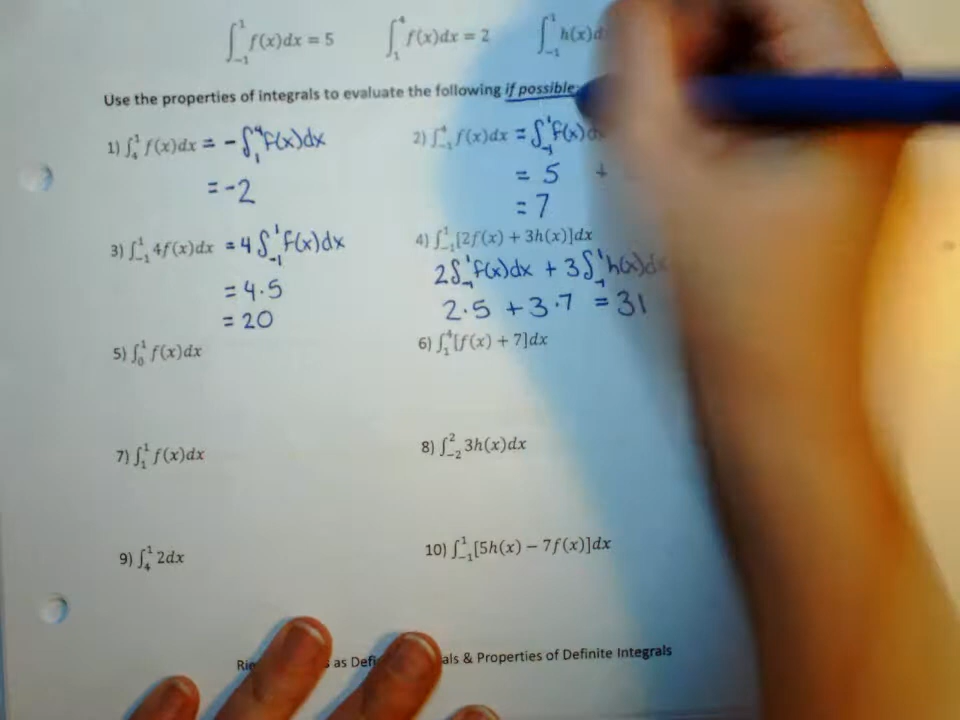 ∫_{-1}^{1} f(x)dx = 5    ∫_{1}^{4} f(x)dx = 2    ∫_{-1}^{1} h(x)d
Use the properties of integrals to evaluate the following if possible:
1) ∫_{4}^{1} f(x)dx = -∫_{1}^{4} f(x)dx
= -2
2) ∫_{-1}^{4} f(x)dx = ∫_{-1}^{1} f(x)d
= 5 +
= 7
3) ∫_{-1}^{1} 4f(x)dx = 4∫_{-1}^{1} f(x)dx
= 4·5
= 20
4) ∫_{-1}^{1} [2f(x) + 3h(x)]dx
2∫_{-1}^{1} f(x)dx + 3∫_{-1}^{1} h(x)dx
2·5 + 3·7 = 31
5) ∫_{0}^{1} f(x)dx
6) ∫_{1}^{4} [f(x) + 7]dx
7) ∫_{1}^{1} f(x)dx
8) ∫_{-2}^{2} 3h(x)dx
9) ∫_{4}^{1} 2dx
10) ∫_{-1}^{1} [5h(x) − 7f(x)]dx
as & Properties of Definite Integrals